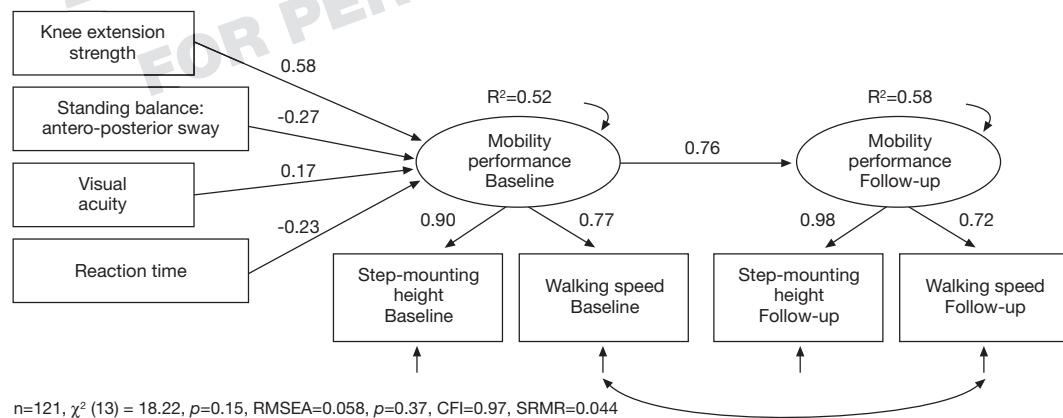 FOR PER
Knee extension
strength
0.58
Standing balance:
antero-posterior sway
-0.27
Visual
acuity
0.17
Reaction time
-0.23
R²=0.52
Mobility
performance
Baseline
0.76
R²=0.58
Mobility
performance
Follow-up
0.90
0.77
0.98
0.72
Step-mounting
height
Baseline
Walking speed
Baseline
Step-mounting
height
Follow-up
Walking speed
Follow-up
n=121, χ² (13) = 18.22, p=0.15, RMSEA=0.058, p=0.37, CFI=0.97, SRMR=0.044